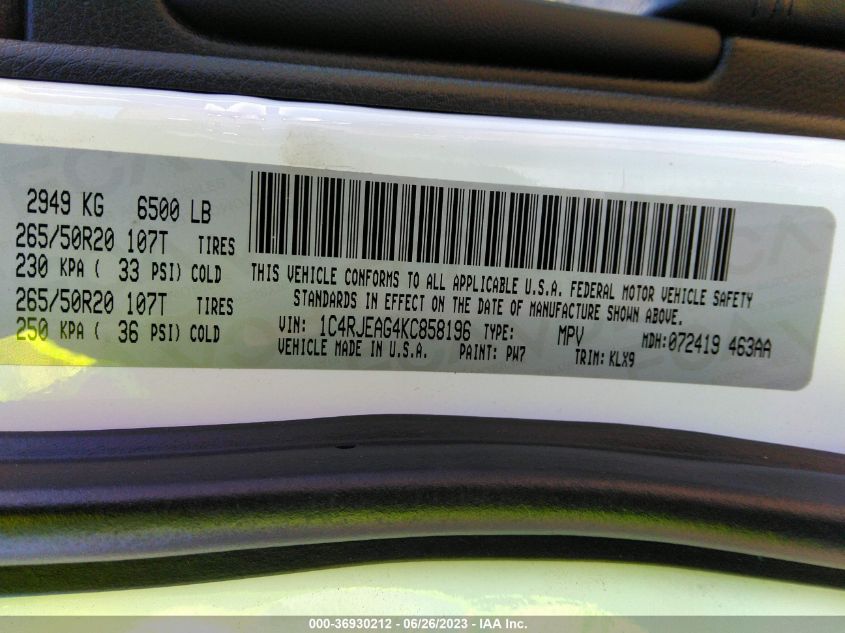 2949 KG 6500 LB
265/50R20 107T TIRES
230 KPA ( 33 PSI) COLD
265/50R20 107T TIRES
250 KPA ( 36 PSI) COLD
THIS VEHICLE CONFORMS TO ALL APPLICABLE U.S.A. FEDERAL MOTOR VEHICLE SAFETY
STANDARDS IN EFFECT ON THE DATE OF MANUFACTURE SHOWN ABOVE.
VIN: 1C4RJEAG4KC858196 TYPE: MPV MDH:072419 463AA
VEHICLE MADE IN U.S.A. PAINT: PW7 TRIM: KLX9
000-36930212 - 06/26/2023 - IAA Inc.